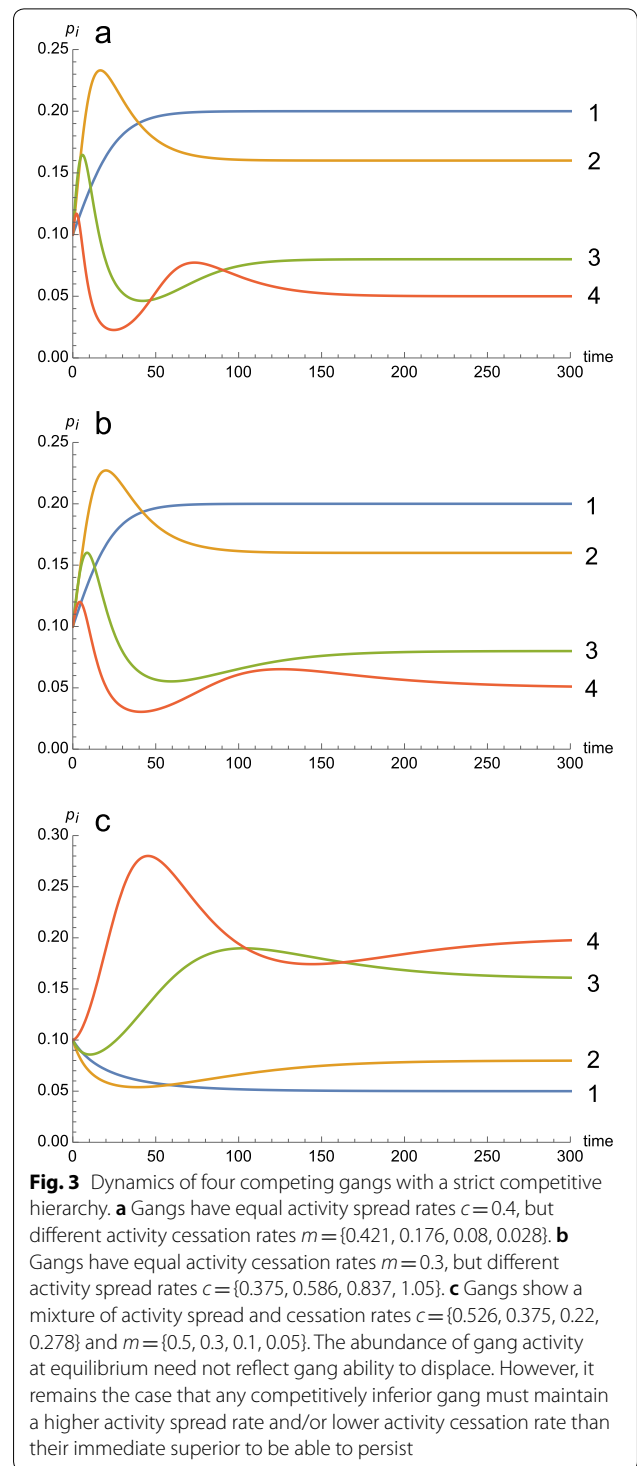 pi a
0.25
0.20
1
2
0.15
0.10
3
0.05
4
0.00
time
0 50 100 150 200 250 300
pi b
0.25
0.20
1
2
0.15
0.10
3
0.05
4
0.00
time
0 50 100 150 200 250 300
pi c
0.30
0.25
0.20
4
3
0.15
0.10
2
0.05
1
0.00
time
0 50 100 150 200 250 300
Fig. 3 Dynamics of four competing gangs with a strict competitive
hierarchy. a Gangs have equal activity spread rates c = 0.4, but
different activity cessation rates m = {0.421, 0.176, 0.08, 0.028}. b
Gangs have equal activity cessation rates m = 0.3, but different
activity spread rates c = {0.375, 0.586, 0.837, 1.05}. c Gangs show a
mixture of activity spread and cessation rates c = {0.526, 0.375, 0.22,
0.278} and m = {0.5, 0.3, 0.1, 0.05}. The abundance of gang activity
at equilibrium need not reflect gang ability to displace. However, it
remains the case that any competitively inferior gang must maintain
a higher activity spread rate and/or lower activity cessation rate than
their immediate superior to be able to persist